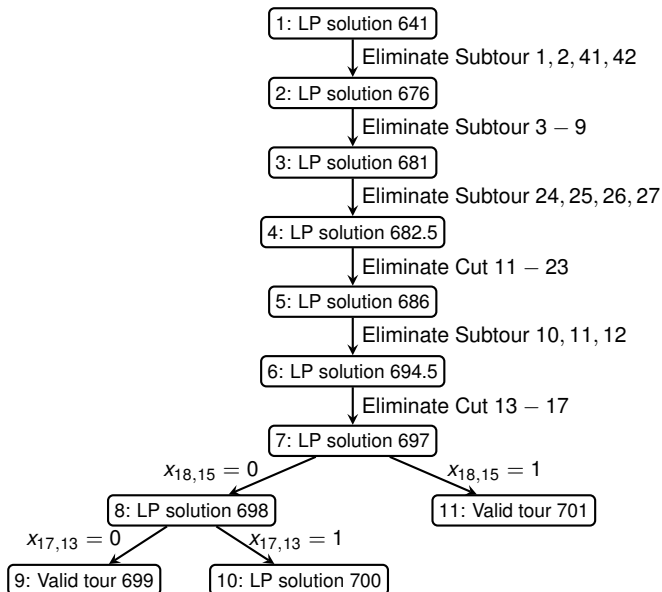 1: LP solution 641
Eliminate Subtour 1, 2, 41, 42
2: LP solution 676
Eliminate Subtour 3 − 9
3: LP solution 681
Eliminate Subtour 24, 25, 26, 27
4: LP solution 682.5
Eliminate Cut 11 − 23
5: LP solution 686
Eliminate Subtour 10, 11, 12
6: LP solution 694.5
Eliminate Cut 13 − 17
7: LP solution 697
x18,15 = 0
x18,15 = 1
8: LP solution 698
11: Valid tour 701
x17,13 = 0
x17,13 = 1
9: Valid tour 699
10: LP solution 700